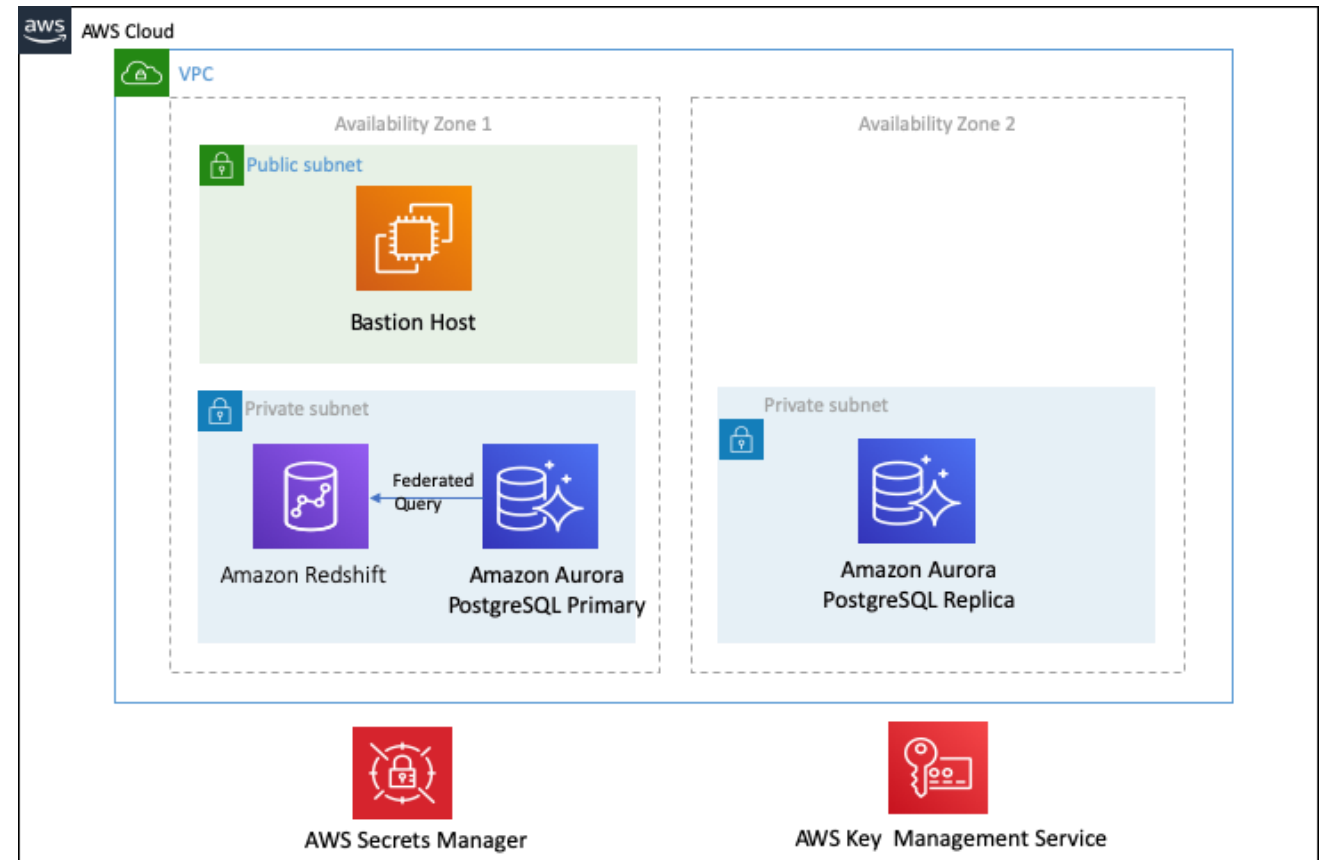 aws
AWS Cloud
VPC
Availability Zone 1
Availability Zone 2
Public subnet
Bastion Host
Private subnet
Private subnet
Federated
Query
Amazon Redshift
Amazon Aurora
PostgreSQL Primary
Amazon Aurora
PostgreSQL Replica
AWS Secrets Manager
AWS Key  Management Service